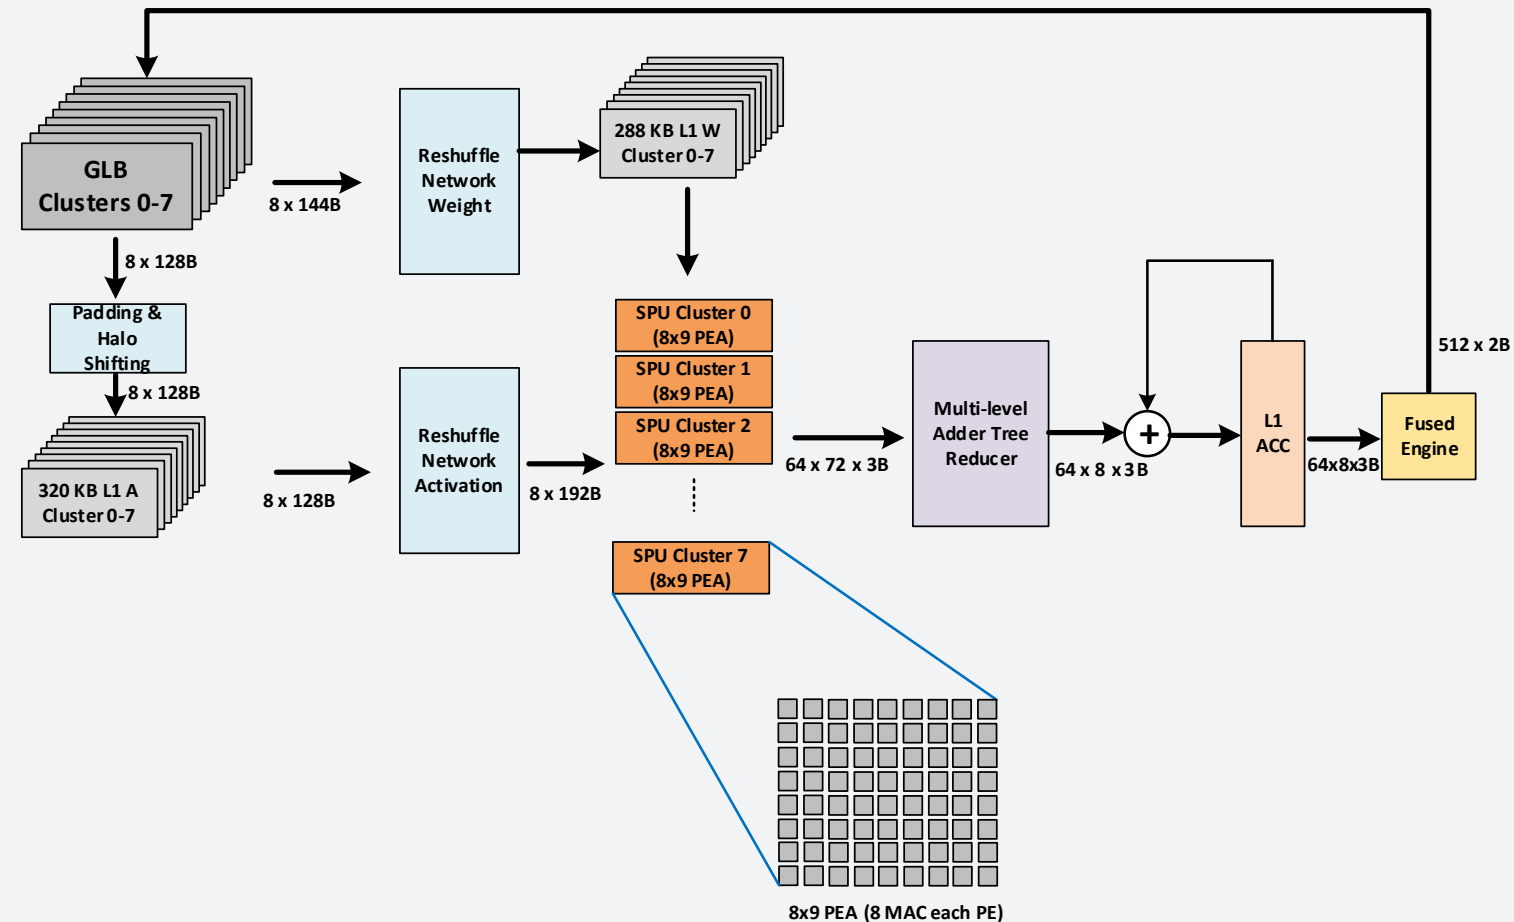 GLB
Clusters 0-7
8 x 144B
Reshuffle
Network
Weight
288 KB L1 W
Cluster 0-7
8 x 128B
Padding &
Halo
Shifting
8 x 128B
320 KB L1 A
Cluster 0-7
8 x 128B
Reshuffle
Network
Activation
8 x 192B
SPU Cluster 0
(8x9 PEA)
SPU Cluster 1
(8x9 PEA)
SPU Cluster 2
(8x9 PEA)
SPU Cluster 7
(8x9 PEA)
64 x 72 x 3B
Multi-level
Adder Tree
Reducer
64 x 8 x 3B
+
L1
ACC
64x8x3B
Fused
Engine
512 x 2B
8x9 PEA (8 MAC each PE)